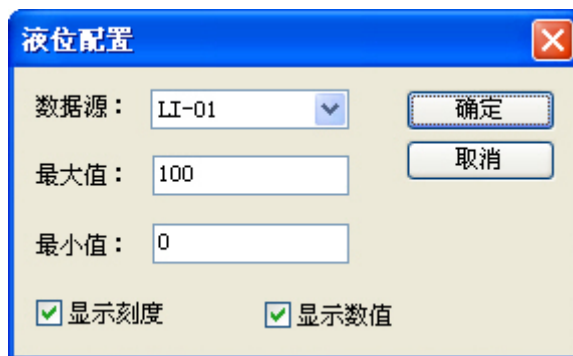 液位配置
数据源： LI-01 确定
取消
最大值： 100
最小值： 0
显示刻度 显示数值